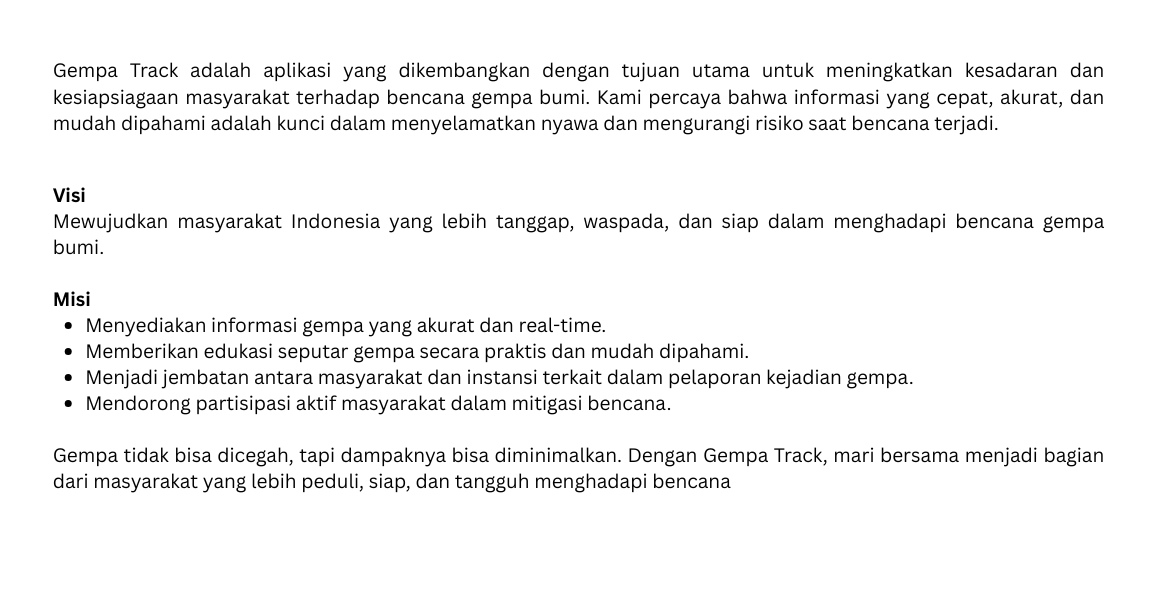 Gempa Track adalah aplikasi yang dikembangkan dengan tujuan utama untuk meningkatkan kesadaran dan
kesiapsiagaan masyarakat terhadap bencana gempa bumi. Kami percaya bahwa informasi yang cepat, akurat, dan
mudah dipahami adalah kunci dalam menyelamatkan nyawa dan mengurangi risiko saat bencana terjadi.
Visi
Mewujudkan masyarakat Indonesia yang lebih tanggap, waspada, dan siap dalam menghadapi bencana gempa
bumi.
Misi
• Menyediakan informasi gempa yang akurat dan real-time.
• Memberikan edukasi seputar gempa secara praktis dan mudah dipahami.
• Menjadi jembatan antara masyarakat dan instansi terkait dalam pelaporan kejadian gempa.
• Mendorong partisipasi aktif masyarakat dalam mitigasi bencana.
Gempa tidak bisa dicegah, tapi dampaknya bisa diminimalkan. Dengan Gempa Track, mari bersama menjadi bagian
dari masyarakat yang lebih peduli, siap, dan tangguh menghadapi bencana